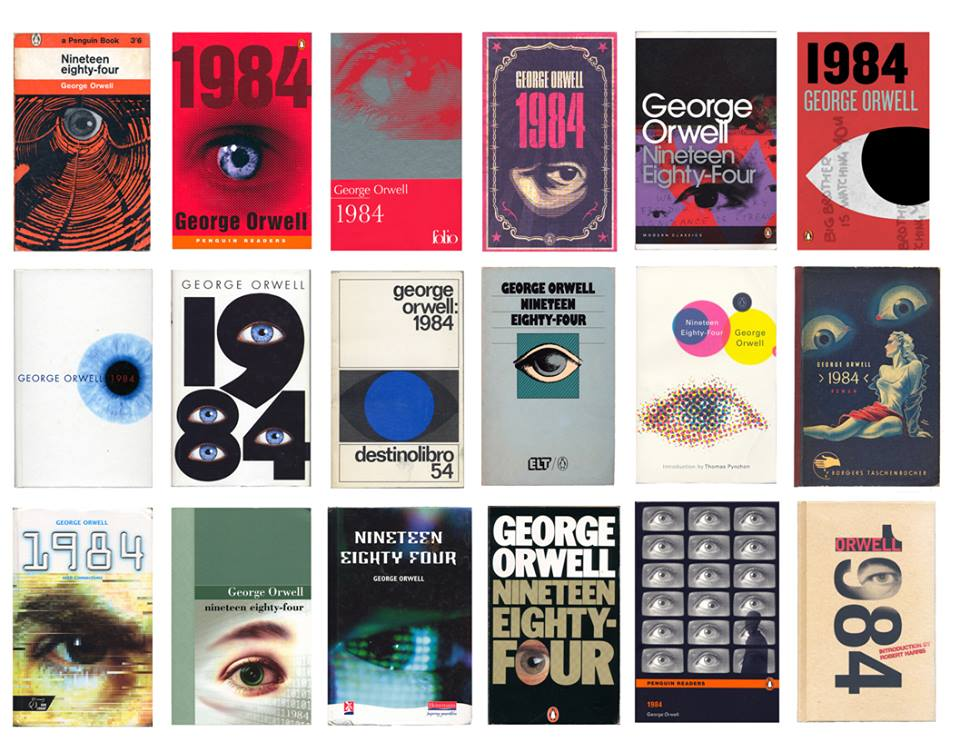 a Penguin Book 3'6
Nineteen
eighty-four
George Orwell
1984
George Orwell
PENGUIN READERS
George Orwell
1984
folio
GEORGE ORWELL
1984
George
Orwell
Nineteen
Eighty-Four
MODERN CLASSICS
1984
GEORGE ORWELL
BIG BROTHER
IS WATCHING YOU
GEORGE ORWELL 1984
GEORGE ORWELL
19
84
george
orwell:
1984
destinolibro
54
GEORGE ORWELL
NINETEEN
EIGHTY-FOUR
ELT
Nineteen
Eighty-Four
George
Orwell
Introduction by Thomas Pynchon
GEORGE ORWELL
1984
ROMAN
BÜRGERS TASCHENBÜCHER
GEORGE ORWELL
1984
George Orwell
nineteen eighty-four
1984
NINETEEN
EIGHTY FOUR
GEORGE ORWELL
GEORGE
ORWELL
NINETEEN
EIGHTY-
FOUR
PENGUIN READERS
1984
George Orwell
ORWELL
1984
INTRODUCTION BY
ROBERT HARRIS